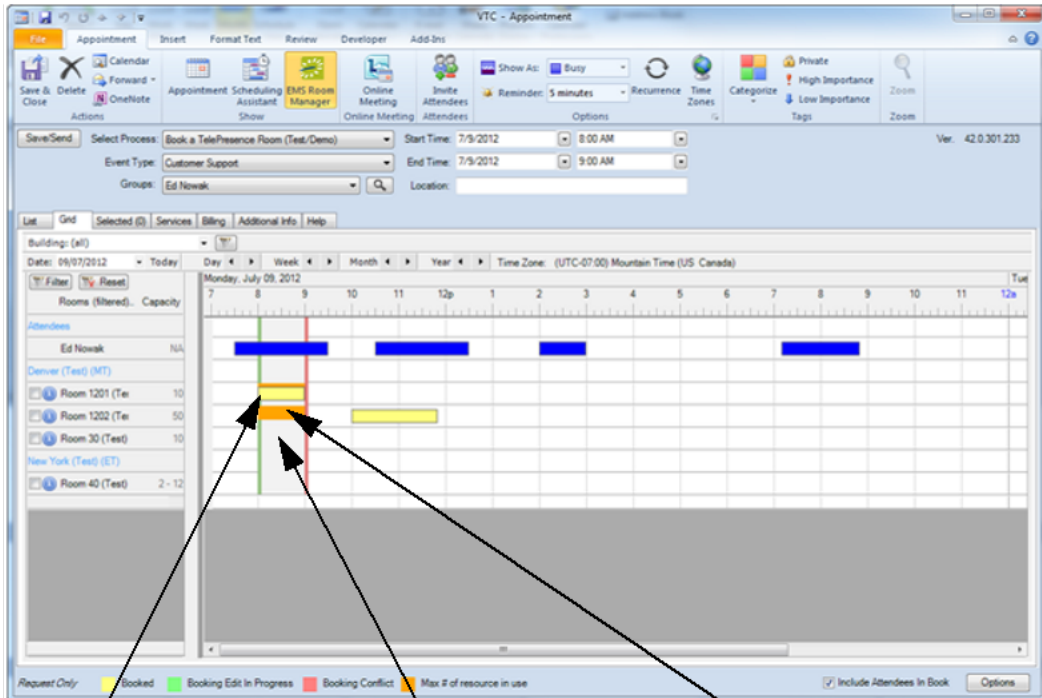 VTC - Appointment
File Appointment Insert Format Text Review Developer Add-Ins
Save & Close
Delete
Calendar
Forward
OneNote
Actions
Appointment
Scheduling Assistant
EMS Room Manager
Show
Online Meeting
Online Meeting
Invite Attendees
Attendees
Show As: Busy
Reminder: 5 minutes
Recurrence
Time Zones
Options
Categorize
Private
High Importance
Low Importance
Tags
Zoom
Zoom
Save/Send Select Process: Book a TelePresence Room (Test/Demo) Start Time: 7/9/2012 8:00 AM Ver. 42.0.301.233
Event Type: Customer Support End Time: 7/9/2012 9:00 AM
Groups: Ed Nowak Location:
List Grid Selected (0) Services Billing Additional Info Help
Building: (all)
Date: 09/07/2012 Today Day Week Month Year Time Zone: (UTC-07:00) Mountain Time (US Canada)
Filter Reset Monday, July 09, 2012 Tue
Rooms (filtered).. Capacity 7 8 9 10 11 12p 1 2 3 4 5 6 7 8 9 10 11 12a
Attendees
Ed Nowak NA
Denver (Test) (MT)
Room 1201 (Te 10
Room 1202 (Te 50
Room 30 (Test) 10
New York (Test) (ET)
Room 40 (Test) 2 - 12
Request Only Booked Booking Edit In Progress Booking Conflict Max # of resource in use Include Attendees In Book Options